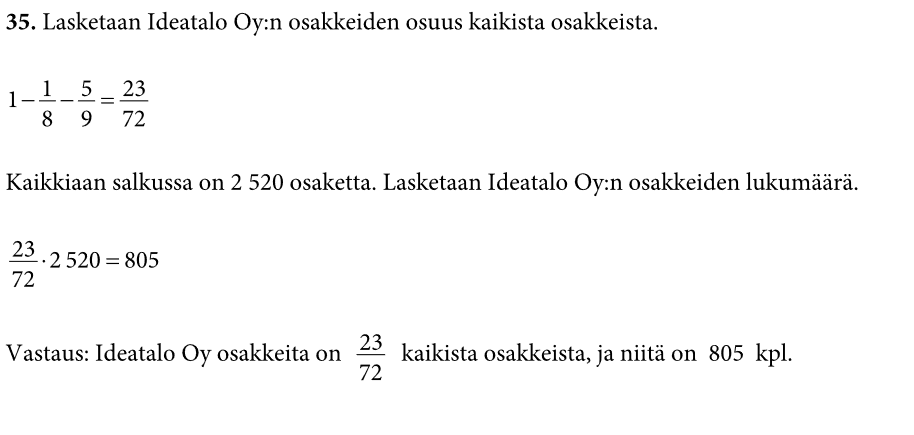 35. Lasketaan Ideatalo Oy:n osakkeiden osuus kaikista osakkeista.
1 − 1/8 − 5/9 = 23/72
Kaikkiaan salkussa on 2 520 osaketta. Lasketaan Ideatalo Oy:n osakkeiden lukumäärä.
23/72 · 2 520 = 805
Vastaus: Ideatalo Oy osakkeita on 23/72 kaikista osakkeista, ja niitä on 805 kpl.